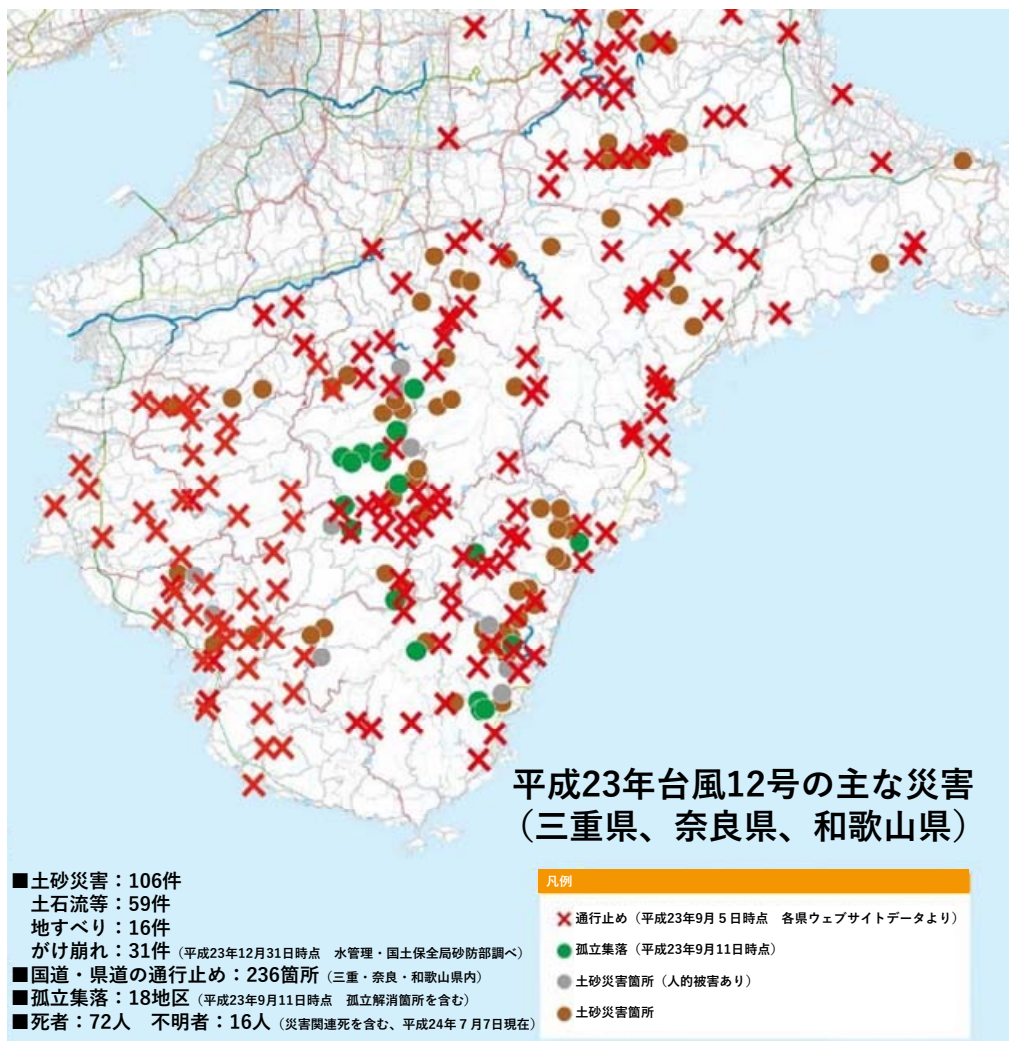 平成23年台風12号の主な災害
（三重県、奈良県、和歌山県）
■土砂災害：106件
土石流等：59件
地すべり：16件
がけ崩れ：31件（平成23年12月31日時点　水管理・国土保全局砂防部調べ）
■国道・県道の通行止め：236箇所（三重・奈良・和歌山県内）
■孤立集落：18地区（平成23年9月11日時点　孤立解消箇所を含む）
■死者：72人　不明者：16人（災害関連死を含む、平成24年７月7日現在）
凡例
通行止め（平成23年9月５日時点　各県ウェブサイトデータより）
孤立集落（平成23年9月11日時点）
土砂災害箇所（人的被害あり）
土砂災害箇所